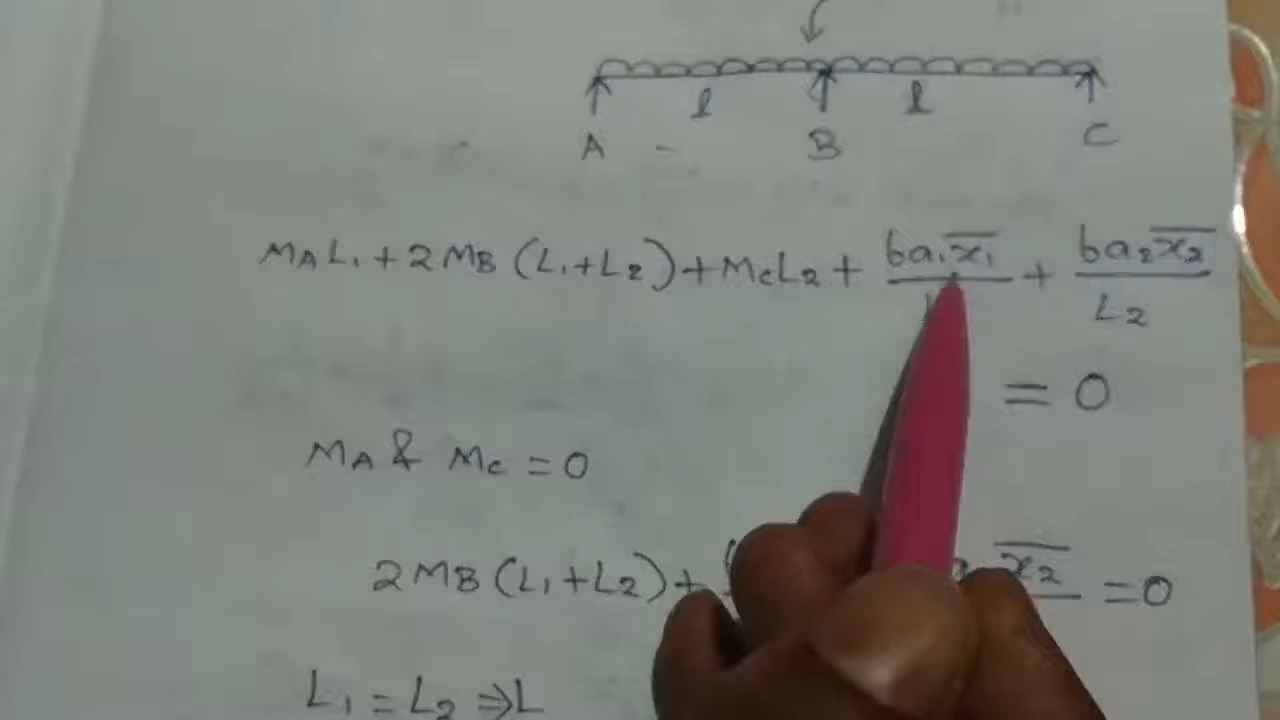 l l
A B C
MAL1 + 2MB (L1+L2) + McL2 + 6a1x̅1 + 6a2x̅2
L2
= 0
MA & Mc = 0
2MB (L1+L2) + x̅2 = 0
L1 = L2 ⇒ L